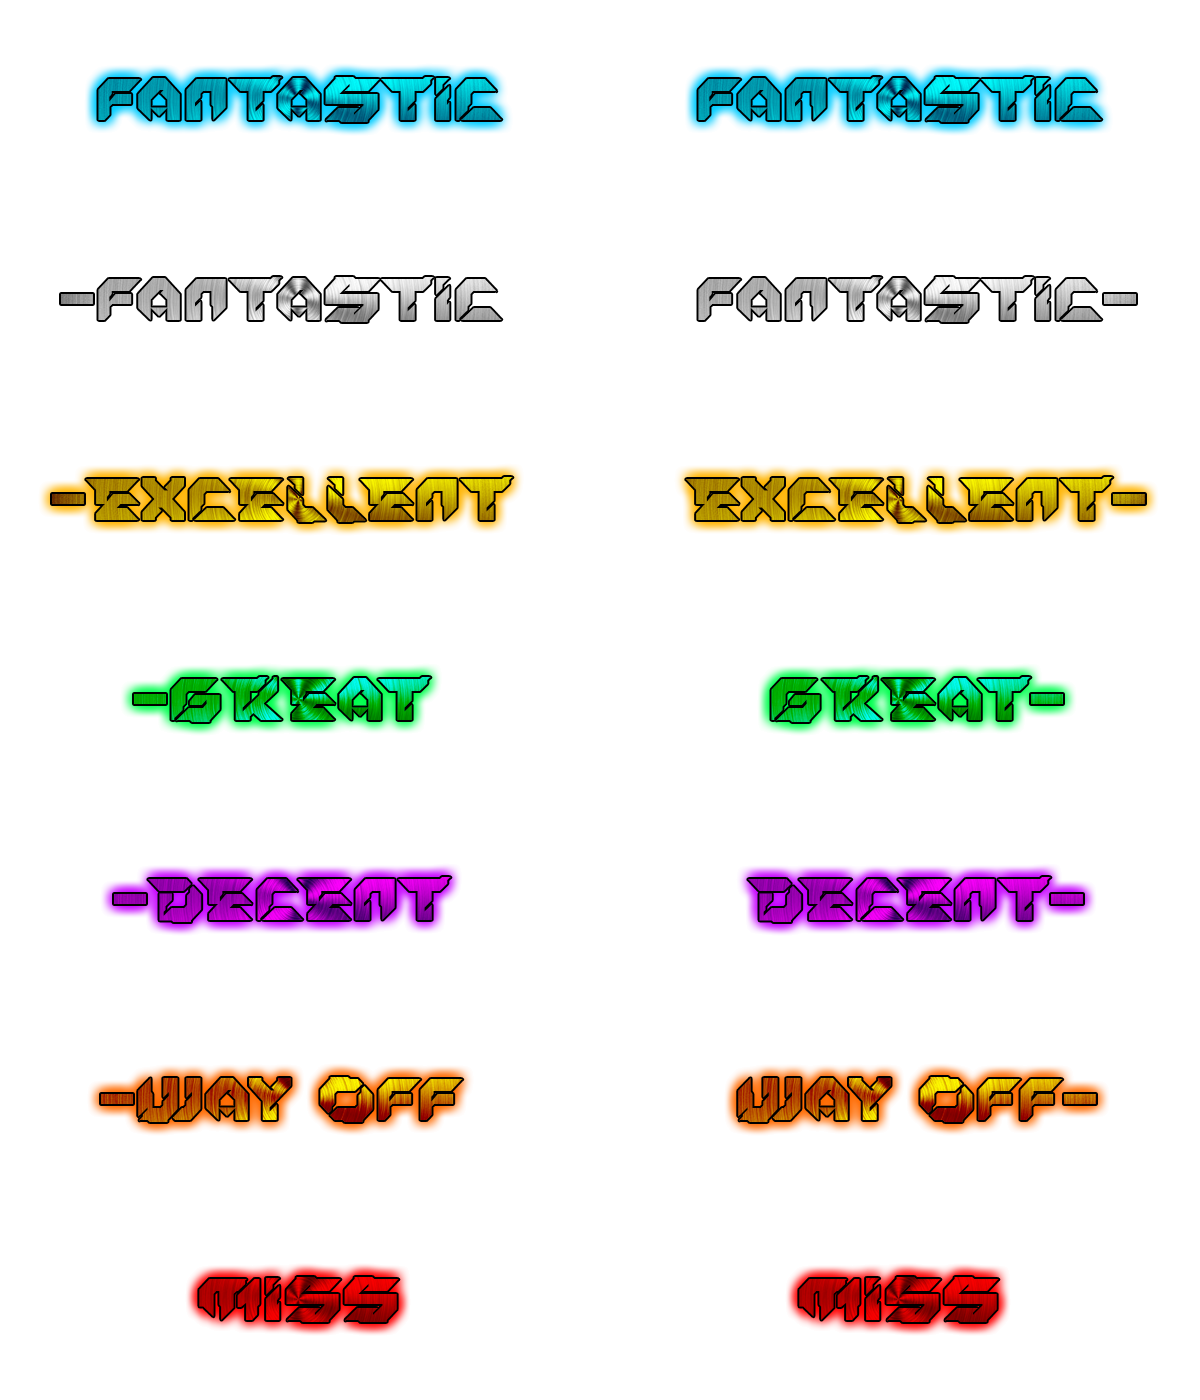 FANTASTIC FANTASTIC
-FANTASTIC FANTASTIC-
-EXCELLENT EXCELLENT-
-GREAT GREAT-
-DECENT DECENT-
-WAY OFF WAY OFF-
MISS MISS